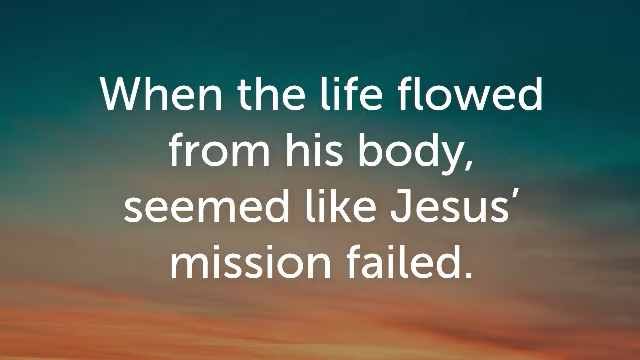 When the life flowed
from his body,
seemed like Jesus’
mission failed.